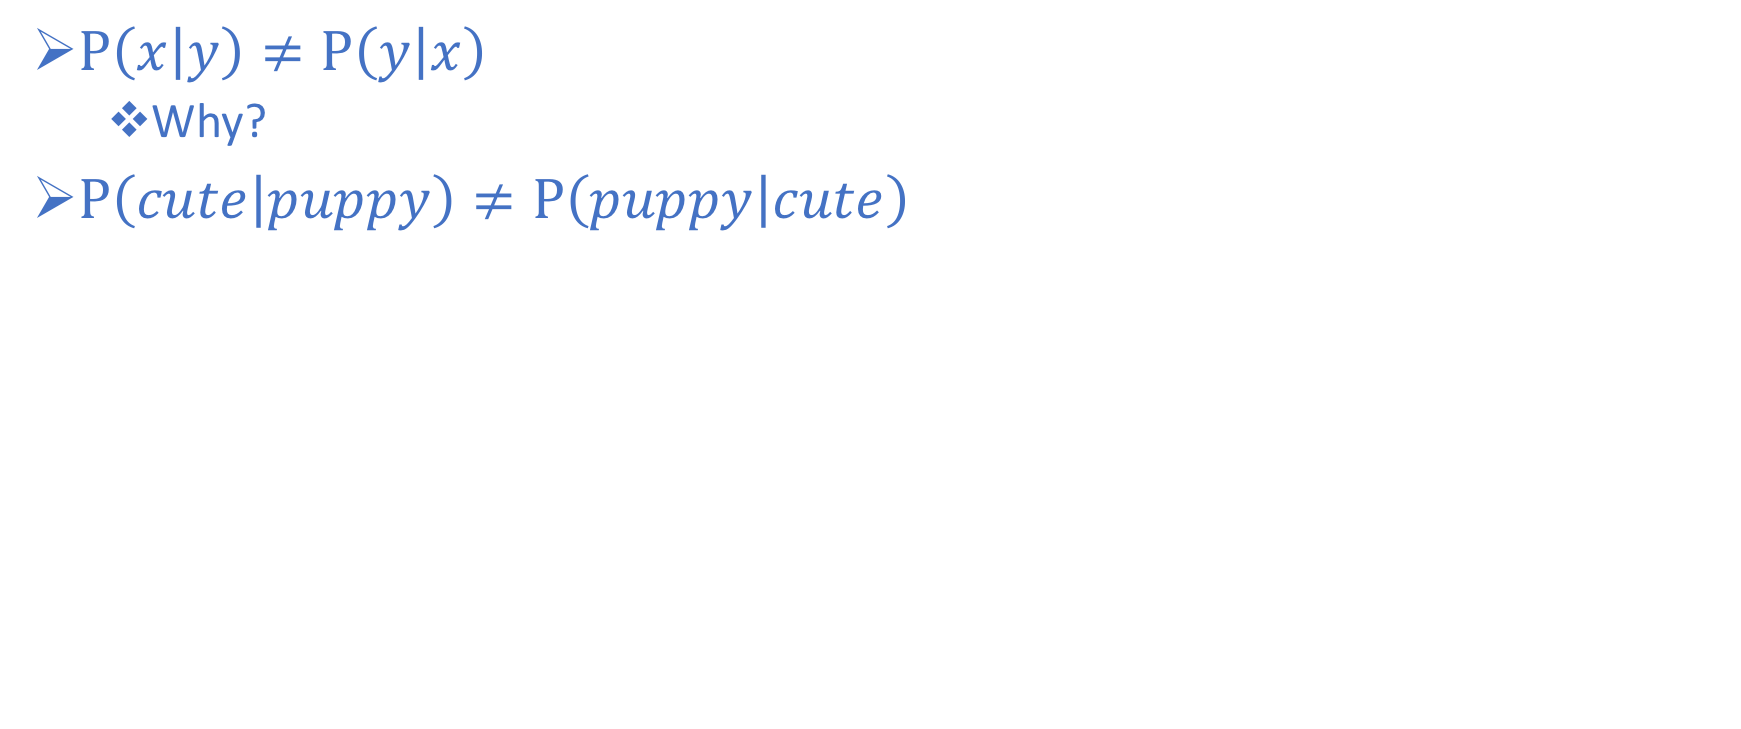 ➢P(x|y) ≠ P(y|x)
❖Why?
➢P(cute|puppy) ≠ P(puppy|cute)